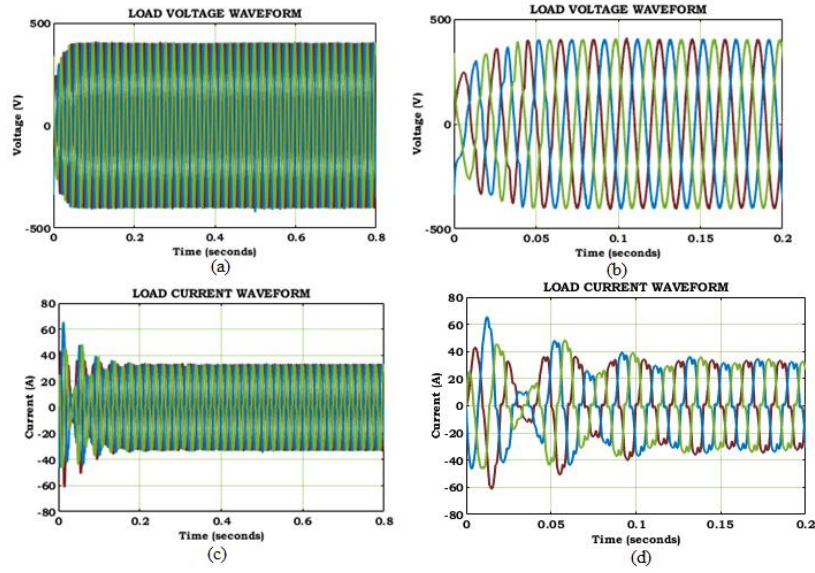 LOAD VOLTAGE WAVEFORM
500
0
-500
Voltage (V)
0
0.2
0.4
0.6
0.8
Time (seconds)
(a)
LOAD VOLTAGE WAVEFORM
500
0
-500
Voltage (V)
0
0.05
0.1
0.15
0.2
Time (seconds)
(b)
LOAD CURRENT WAVEFORM
80
60
40
20
0
-20
-40
-60
-80
Current (A)
0
0.2
0.4
0.6
0.8
Time (seconds)
(c)
LOAD CURRENT WAVEFORM
80
60
40
20
0
-20
-40
-60
-80
Current (A)
0
0.05
0.1
0.15
0.2
Time (seconds)
(d)